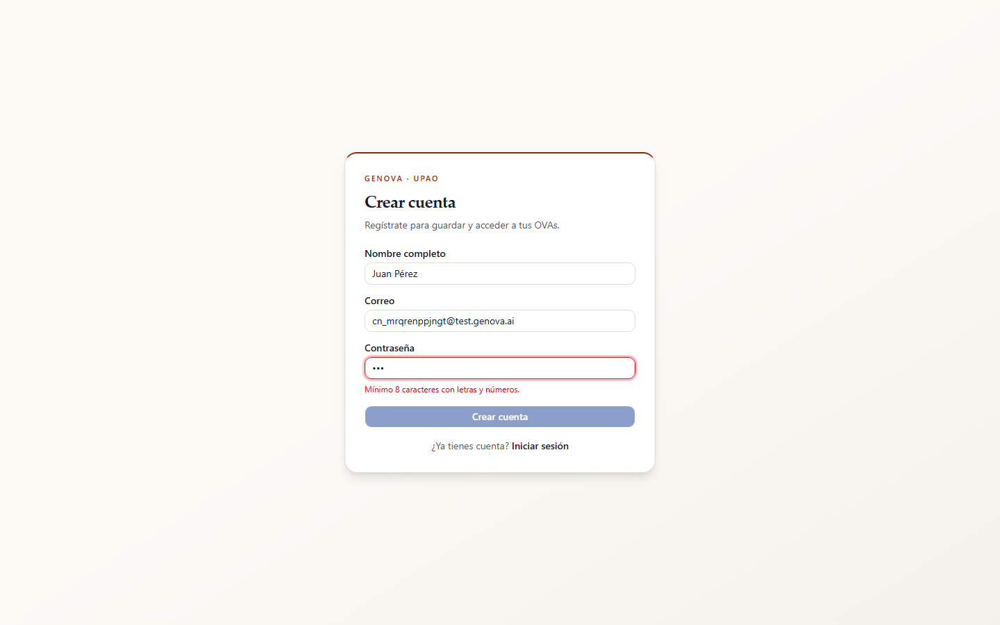 GENOVA · UPAO
Crear cuenta
Regístrate para guardar y acceder a tus OVAs.
Nombre completo
Juan Pérez
Correo
cn_mrqrenppjngt@test.genova.ai
Contraseña
•••
Mínimo 8 caracteres con letras y números.
Crear cuenta
¿Ya tienes cuenta? Iniciar sesión